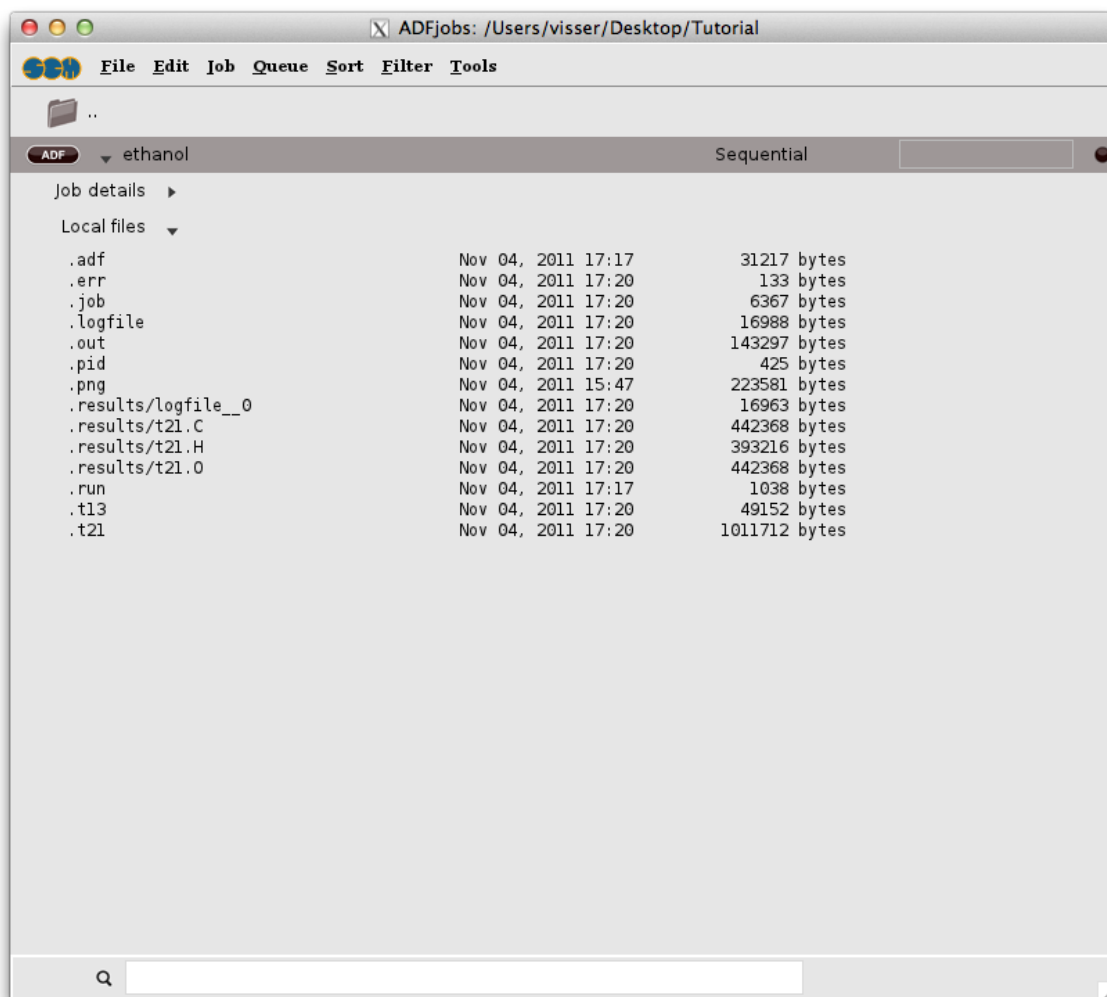 ADFjobs: /Users/visser/Desktop/Tutorial
SCM File Edit Job Queue Sort Filter Tools
..
ADF ethanol Sequential
Job details
Local files
.adf Nov 04, 2011 17:17 31217 bytes
.err Nov 04, 2011 17:20 133 bytes
.job Nov 04, 2011 17:20 6367 bytes
.logfile Nov 04, 2011 17:20 16988 bytes
.out Nov 04, 2011 17:20 143297 bytes
.pid Nov 04, 2011 17:20 425 bytes
.png Nov 04, 2011 15:47 223581 bytes
.results/logfile__0 Nov 04, 2011 17:20 16963 bytes
.results/t21.C Nov 04, 2011 17:20 442368 bytes
.results/t21.H Nov 04, 2011 17:20 393216 bytes
.results/t21.O Nov 04, 2011 17:20 442368 bytes
.run Nov 04, 2011 17:17 1038 bytes
.t13 Nov 04, 2011 17:20 49152 bytes
.t21 Nov 04, 2011 17:20 1011712 bytes